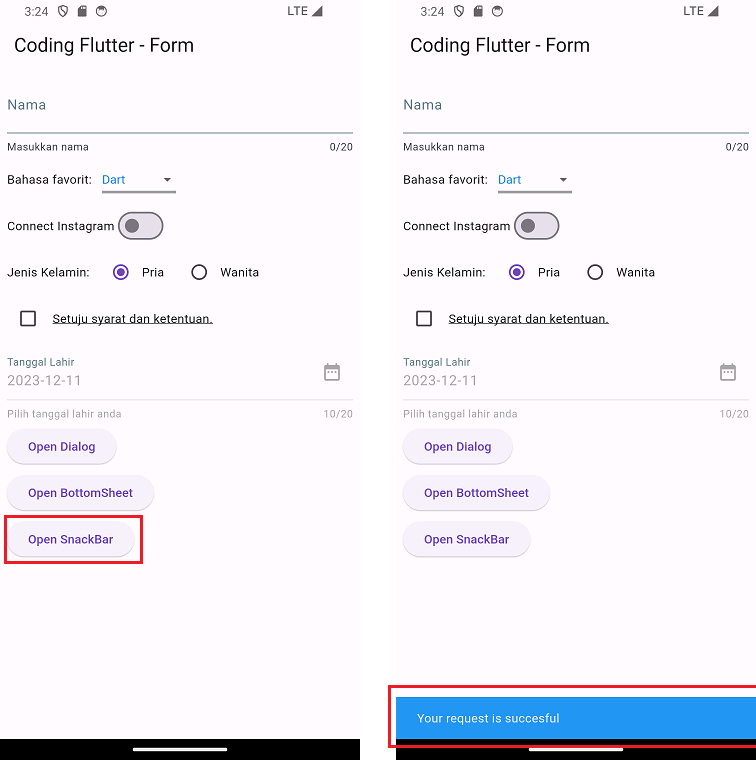 3:24 LTE
Coding Flutter - Form
Nama
Masukkan nama 0/20
Bahasa favorit: Dart
Connect Instagram
Jenis Kelamin: Pria Wanita
Setuju syarat dan ketentuan.
Tanggal Lahir
2023-12-11
Pilih tanggal lahir anda 10/20
Open Dialog
Open BottomSheet
Open SnackBar
3:24 LTE
Coding Flutter - Form
Nama
Masukkan nama 0/20
Bahasa favorit: Dart
Connect Instagram
Jenis Kelamin: Pria Wanita
Setuju syarat dan ketentuan.
Tanggal Lahir
2023-12-11
Pilih tanggal lahir anda 10/20
Open Dialog
Open BottomSheet
Open SnackBar
Your request is succesful